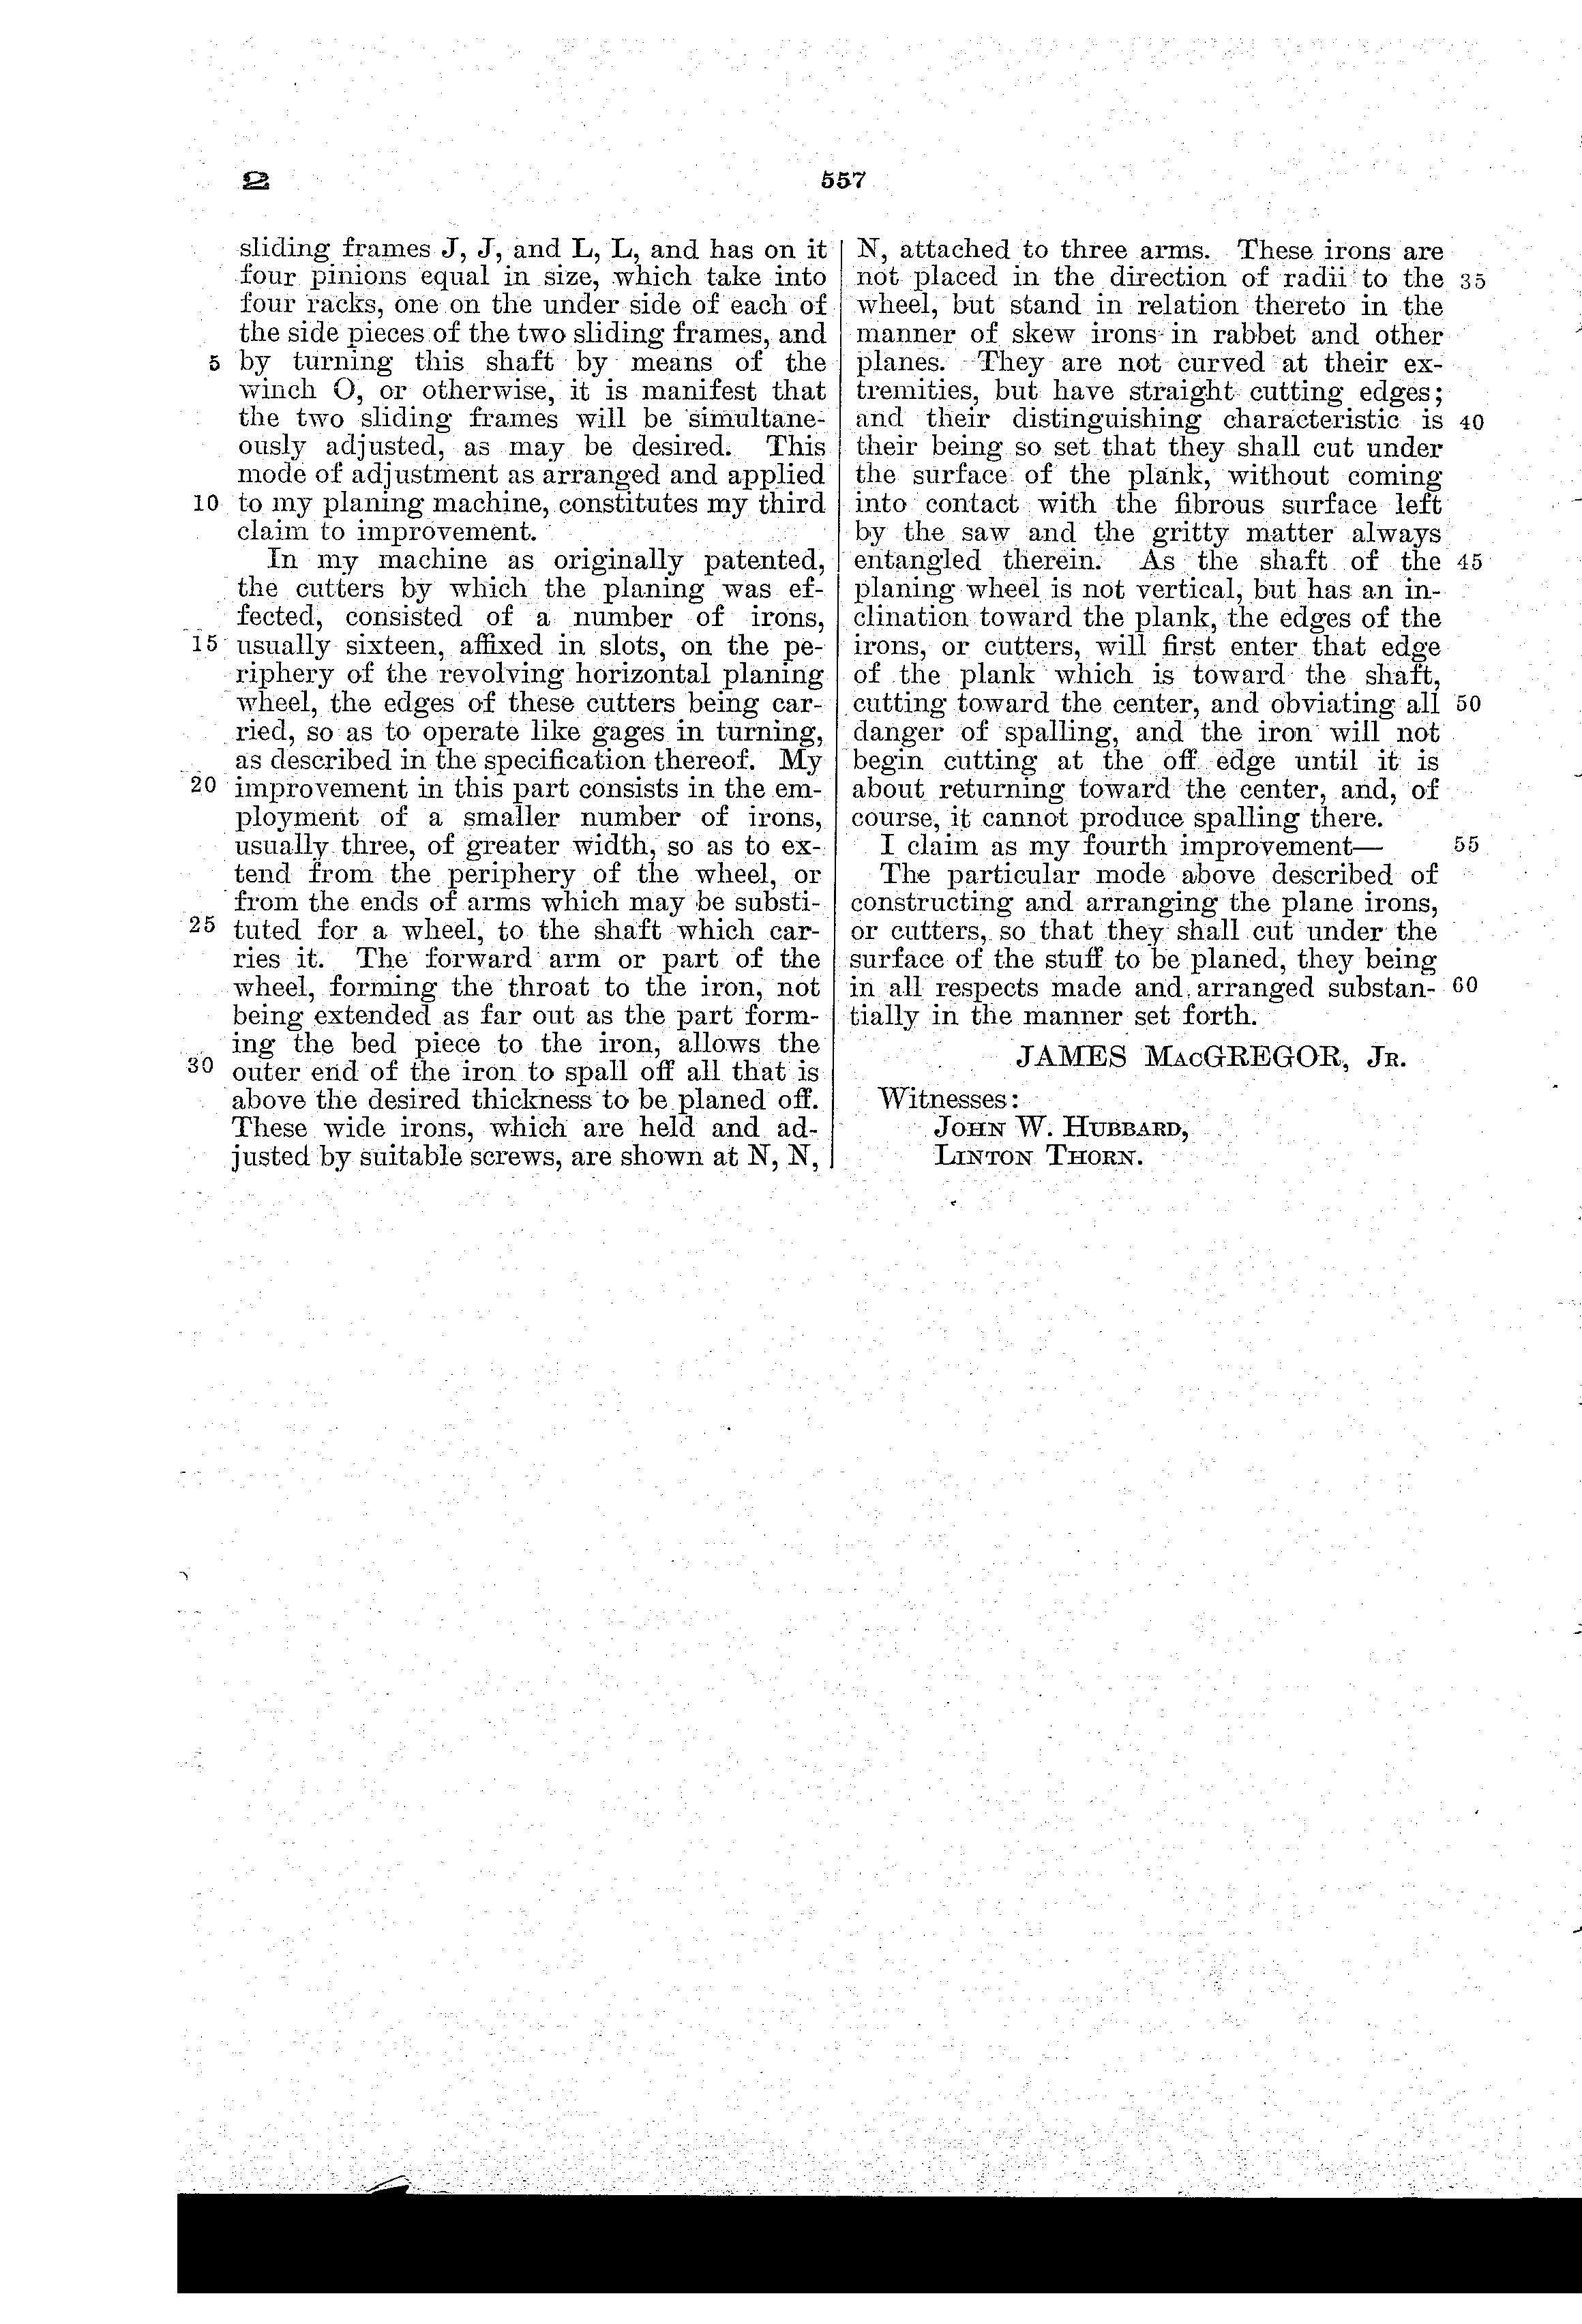 2
557
sliding frames J, J, and L, L, and has on it
four pinions equal in size, which take into
four racks, one on the under side of each of
the side pieces of the two sliding frames, and
5 by turning this shaft by means of the
winch O, or otherwise, it is manifest that
the two sliding frames will be simultane-
ously adjusted, as may be desired. This
mode of adjustment as arranged and applied
10 to my planing machine, constitutes my third
claim to improvement.
In my machine as originally patented,
the cutters by which the planing was ef-
fected, consisted of a number of irons,
15 usually sixteen, affixed in slots, on the pe-
riphery of the revolving horizontal planing
wheel, the edges of these cutters being car-
ried, so as to operate like gages in turning,
as described in the specification thereof. My
20 improvement in this part consists in the em-
ployment of a smaller number of irons,
usually three, of greater width, so as to ex-
tend from the periphery of the wheel, or
from the ends of arms which may be substi-
25 tuted for a wheel, to the shaft which car-
ries it. The forward arm or part of the
wheel, forming the throat to the iron, not
being extended as far out as the part form-
ing the bed piece to the iron, allows the
30 outer end of the iron to spall off all that is
above the desired thickness to be planed off.
These wide irons, which are held and ad-
justed by suitable screws, are shown at N, N,
N, attached to three arms. These irons are
not placed in the direction of radii to the 35
wheel, but stand in relation thereto in the
manner of skew irons in rabbet and other
planes. They are not curved at their ex-
tremities, but have straight cutting edges;
and their distinguishing characteristic is 40
their being so set that they shall cut under
the surface of the plank, without coming
into contact with the fibrous surface left
by the saw and the gritty matter always
entangled therein. As the shaft of the 45
planing wheel is not vertical, but has an in-
clination toward the plank, the edges of the
irons, or cutters, will first enter that edge
of the plank which is toward the shaft,
cutting toward the center, and obviating all 50
danger of spalling, and the iron will not
begin cutting at the off edge until it is
about returning toward the center, and, of
course, it cannot produce spalling there.
I claim as my fourth improvement— 55
The particular mode above described of
constructing and arranging the plane irons,
or cutters, so that they shall cut under the
surface of the stuff to be planed, they being
in all respects made and arranged substan- 60
tially in the manner set forth.
JAMES MACGREGOR, JR.
Witnesses:
JOHN W. HUBBARD,
LINTON THORN.